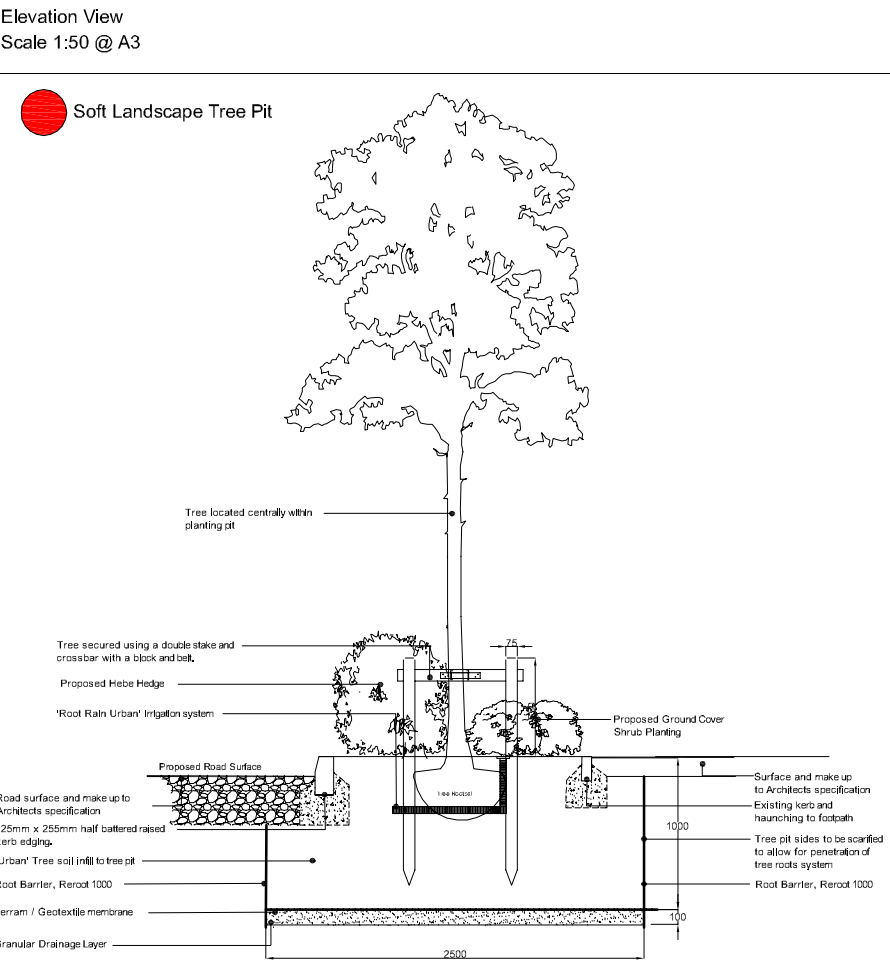 Elevation View
Scale 1:50 @ A3
Soft Landscape Tree Pit
Tree located centrally within
planting pit
75
Tree secured using a double stake and
crossbar with a block and belt.
Proposed Hebe Hedge
'Root Rain Urban' Irrigation system
Proposed Ground Cover
Shrub Planting
Proposed Road Surface
Tree Rootball
Road surface and make up to
Architects specification
25mm x 255mm half battered raised
kerb edging.
Urban' Tree soil infill to tree pit
Root Barrier, Reroot 1000
erram / Geotextile membrane
Granular Drainage Layer
Surface and make up
to Architects specification
Existing kerb and
haunching to footpath
1000
Tree pit sides to be scarified
to allow for penetration of
tree roots system
Root Barrier, Reroot 1000
100
2500